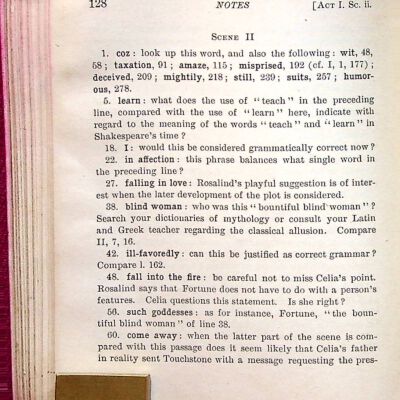 128 NOTES [ACT I. Sc. ii.
SCENE II
1. coz: look up this word, and also the following: wit, 48,
58; taxation, 91; amaze, 115; misprised, 192 (cf. I, 1, 177);
deceived, 209; mightily, 218; still, 239; suits, 257; humor-
ous, 278.
5. learn: what does the use of "teach" in the preceding
line, compared with the use of "learn" here, indicate with
regard to the meaning of the words "teach" and "learn" in
Shakespeare's time?
18. I: would this be considered grammatically correct now?
22. in affection: this phrase balances what single word in
the preceding line?
27. falling in love: Rosalind's playful suggestion is of inter-
est when the later development of the plot is considered.
38. blind woman: who was this "bountiful blind woman"?
Search your dictionaries of mythology or consult your Latin
and Greek teacher regarding the classical allusion. Compare
II, 7, 16.
42. ill-favoredly: can this be justified as correct grammar?
Compare l. 162.
48. fall into the fire: be careful not to miss Celia's point.
Rosalind says that Fortune does not have to do with a person's
features. Celia questions this statement. Is she right?
56. such goddesses: as for instance, Fortune, "the boun-
tiful blind woman" of line 38.
60. come away: when the latter part of the scene is com-
pared with this passage does it seem likely that Celia's father
in reality sent Touchstone with a message requesting the pres-